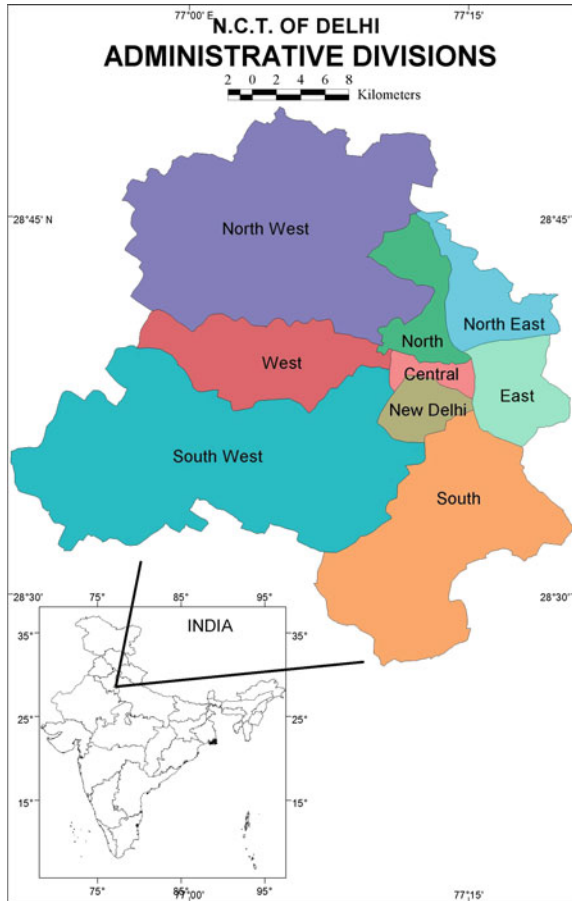 77°00' E
77°15'
N.C.T. OF DELHI
ADMINISTRATIVE DIVISIONS
2 0 2 4 6 8
Kilometers
28°45' N
28°45'
North West
North East
North
West
Central
East
New Delhi
South West
South
28°30'
28°30'
75° 85° 95°
INDIA
35°
35°
25°
25°
15°
15°
75° 85° 95°
77°00'
77°15'